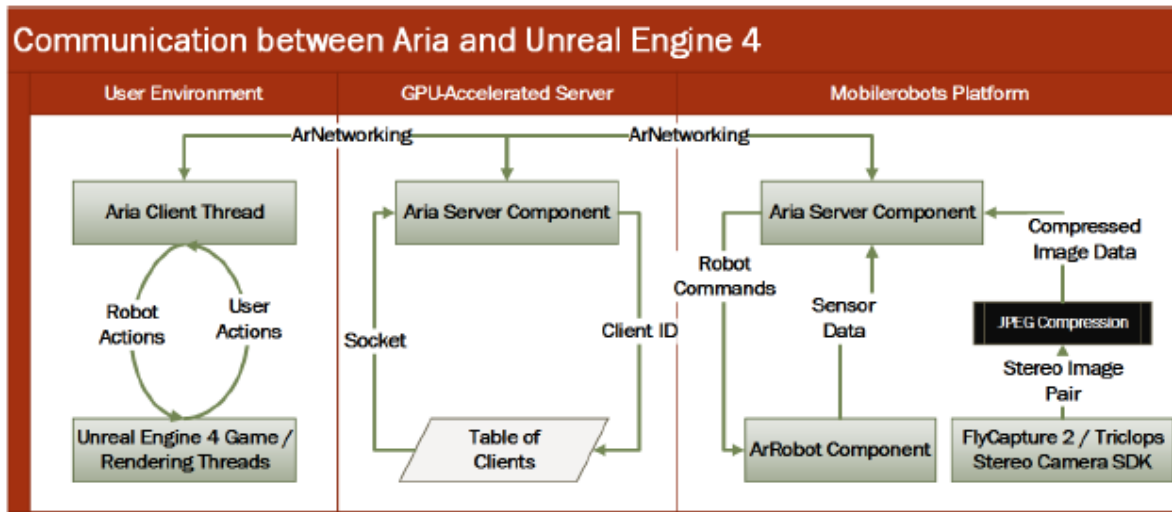 Communication between Aria and Unreal Engine 4
User Environment
GPU-Accelerated Server
Mobilerobots Platform
ArNetworking
ArNetworking
Aria Client Thread
Aria Server Component
Aria Server Component
Compressed
Image Data
Robot
Commands
Robot
Actions
User
Actions
Sensor
Data
JPEG Compression
Socket
Client ID
Stereo Image
Pair
Unreal Engine 4 Game /
Rendering Threads
Table of
Clients
ArRobot Component
FlyCapture 2 / Triclops
Stereo Camera SDK